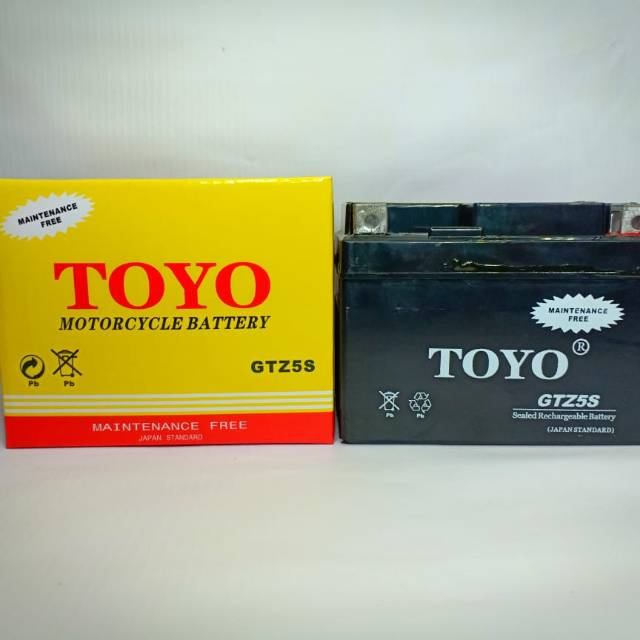 MAINTENANCE
FREE
TOYO
MOTORCYCLE BATTERY
GTZ5S
Pb
Pb
MAINTENANCE FREE
JAPAN STANDARD
MAINTENANCE
FREE
TOYO®
GTZ5S
Sealed Rechargeable Battery
(JAPAN STANDARD)
Pb